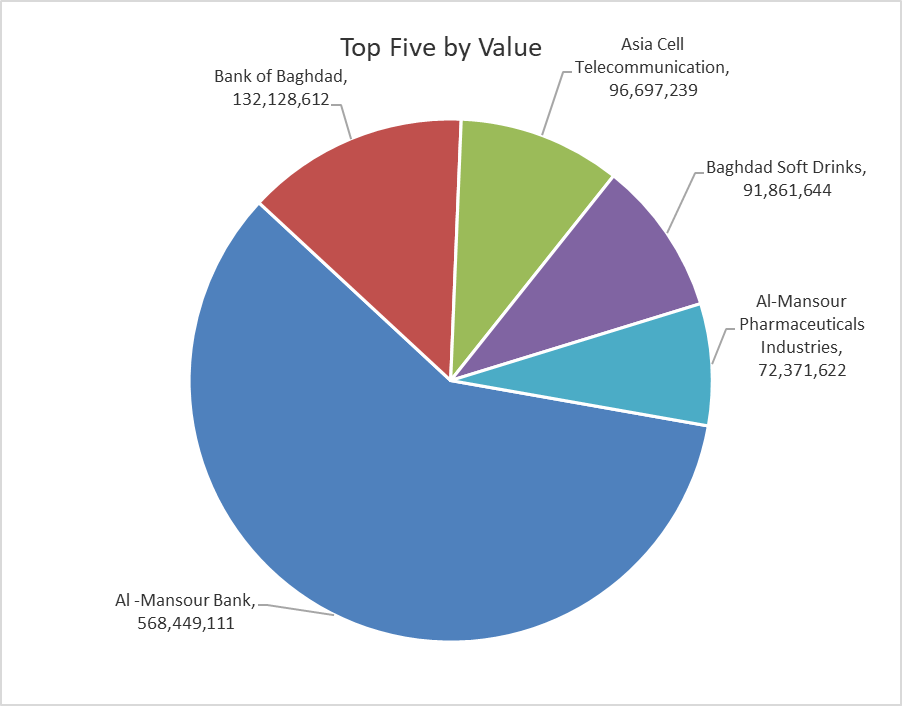 Top Five by Value
Asia Cell
Telecommunication,
96,697,239
Bank of Baghdad,
132,128,612
Baghdad Soft Drinks,
91,861,644
Al-Mansour
Pharmaceuticals
Industries,
72,371,622
Al -Mansour Bank,
568,449,111